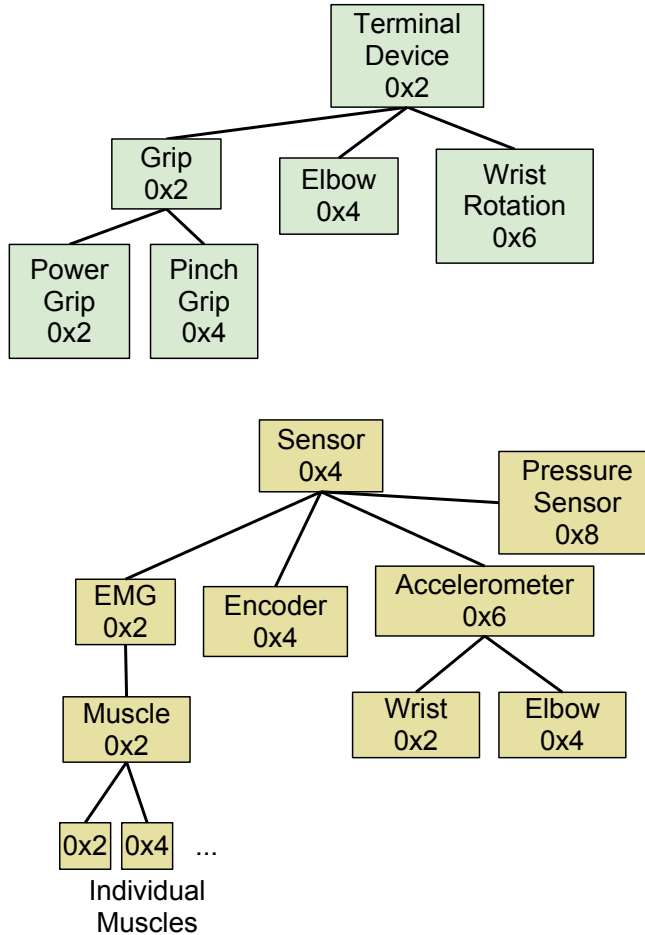 Terminal
Device
0x2
Grip
0x2
Elbow
0x4
Wrist
Rotation
0x6
Power
Grip
0x2
Pinch
Grip
0x4
Sensor
0x4
Pressure
Sensor
0x8
EMG
0x2
Encoder
0x4
Accelerometer
0x6
Muscle
0x2
Wrist
0x2
Elbow
0x4
0x2
0x4
...
Individual
Muscles